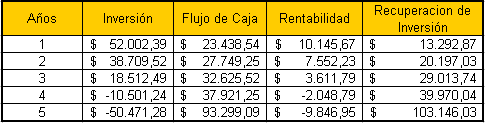 Años Inversión Flujo de Caja Rentabilidad Recuperacion de Inversión
1 $ 52.002,39 $ 23.438,54 $ 10.145,67 $ 13.292,87
2 $ 38.709,52 $ 27.749,25 $ 7.552,23 $ 20.197,03
3 $ 18.512,49 $ 32.625,52 $ 3.611,79 $ 29.013,74
4 $ -10.501,24 $ 37.921,25 $ -2.048,79 $ 39.970,04
5 $ -50.471,28 $ 93.299,09 $ -9.846,95 $ 103.146,03